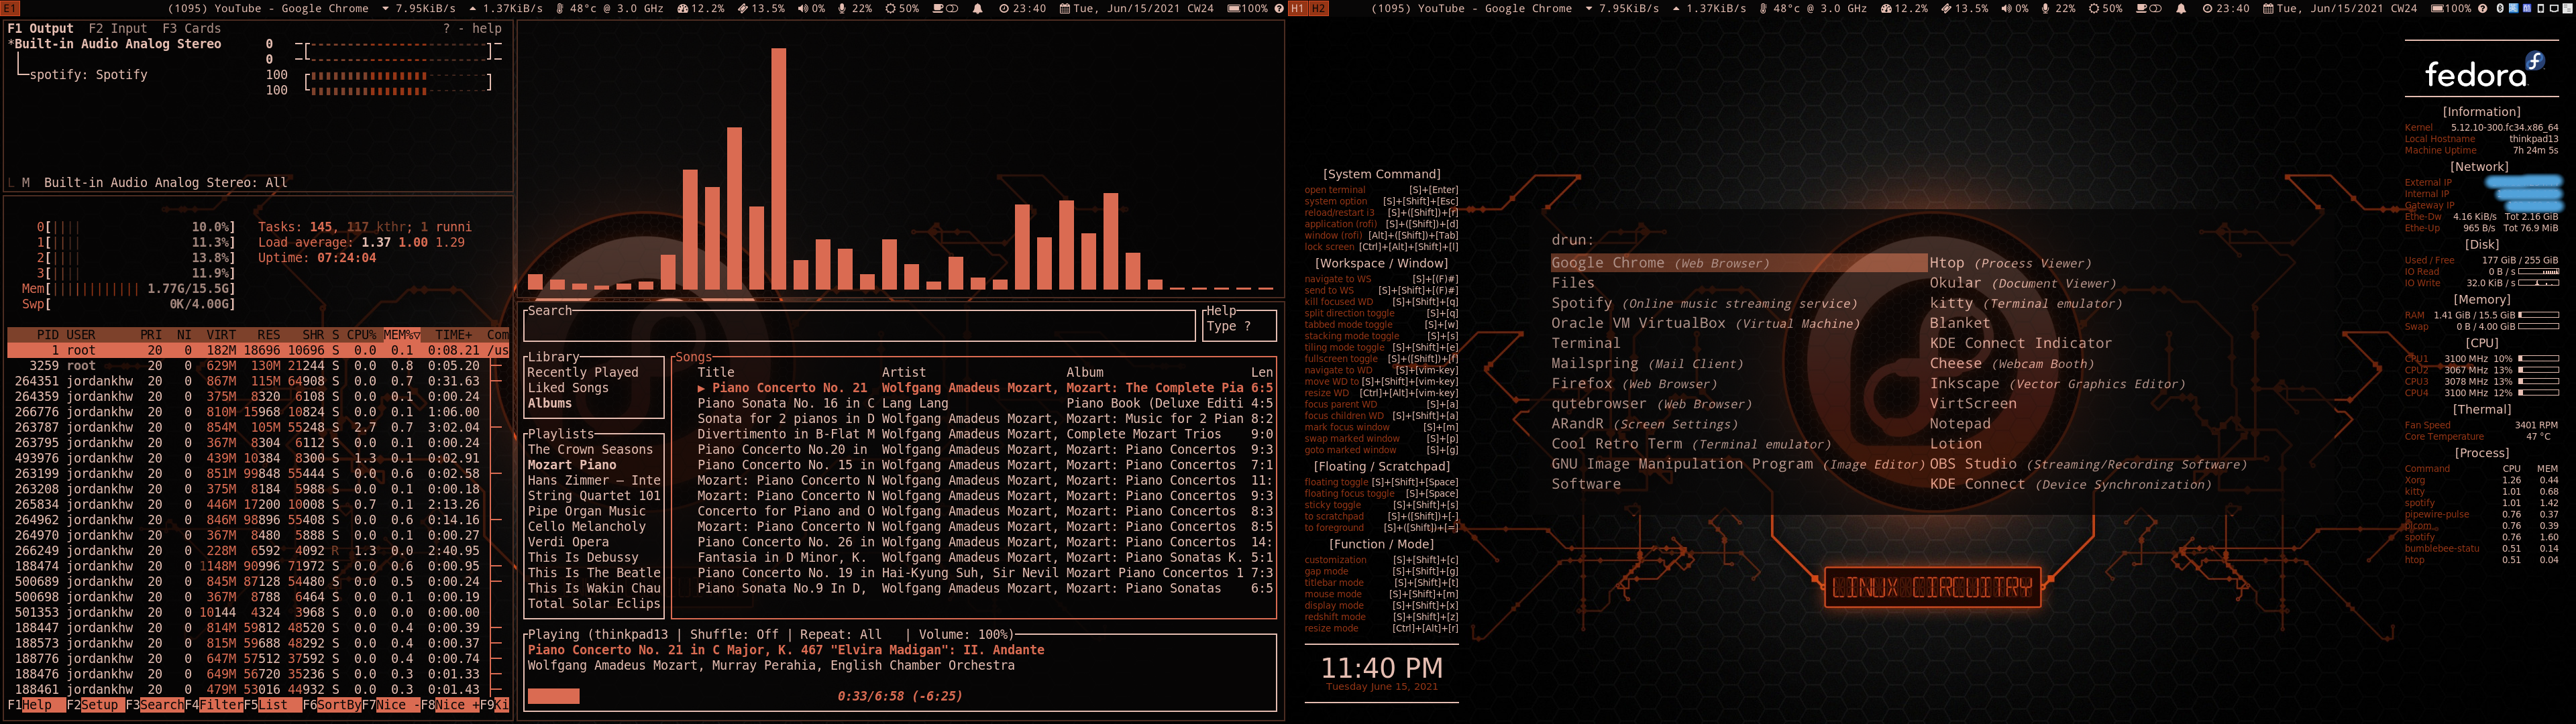 E1
(1095) YouTube - Google Chrome 7.95KiB/s 1.37KiB/s 48°c @ 3.0 GHz 12.2% 13.5% 0% 22% 50% 23:40 Tue, Jun/15/2021 CW24 100%
F1 Output F2 Input F3 Cards ? - help
*Built-in Audio Analog Stereo 0
0
spotify: Spotify 100
100
L M Built-in Audio Analog Stereo: All
0[|||| 10.0%] Tasks: 145, 117 kthr; 1 runni
1[|||| 11.3%] Load average: 1.37 1.00 1.29
2[|||| 13.8%] Uptime: 07:24:04
3[|||| 11.9%]
Mem[|||||||||||| 1.77G/15.5G]
Swp[ 0K/4.00G]
PID USER PRI NI VIRT RES SHR S CPU% MEM%▽ TIME+ Com
1 root 20 0 182M 18696 10696 S 0.0 0.1 0:08.21 /us
3259 root 20 0 629M 130M 21244 S 0.0 0.8 0:05.20
264351 jordankhw 20 0 867M 115M 64908 S 0.0 0.7 0:31.63
264359 jordankhw 20 0 375M 8320 6108 S 0.0 0.1 0:00.24
266776 jordankhw 20 0 810M 15968 10824 S 0.0 0.1 1:06.00
263787 jordankhw 20 0 854M 105M 55248 S 2.7 0.7 3:02.04
263795 jordankhw 20 0 367M 8304 6112 S 0.0 0.1 0:00.24
493976 jordankhw 20 0 439M 10384 8300 S 1.3 0.1 0:02.91
263199 jordankhw 20 0 851M 99848 55444 S 0.0 0.6 0:02.58
263208 jordankhw 20 0 375M 8184 5988 S 0.0 0.1 0:00.18
265834 jordankhw 20 0 446M 17200 10008 S 0.7 0.1 2:13.26
264962 jordankhw 20 0 846M 98896 55408 S 0.0 0.6 0:14.16
264970 jordankhw 20 0 367M 8480 5888 S 0.0 0.1 0:00.27
266249 jordankhw 20 0 228M 6592 4092 R 1.3 0.0 2:40.95
188474 jordankhw 20 0 1148M 90996 71972 S 0.0 0.6 0:00.95
500689 jordankhw 20 0 845M 87128 54480 S 0.0 0.5 0:00.24
500698 jordankhw 20 0 367M 8788 6464 S 0.0 0.1 0:00.19
501353 jordankhw 20 0 10144 4324 3968 S 0.0 0.0 0:00.00
188447 jordankhw 20 0 814M 59812 48520 S 0.0 0.4 0:00.39
188573 jordankhw 20 0 815M 59688 48292 S 0.0 0.4 0:00.37
188776 jordankhw 20 0 647M 57512 37592 S 0.0 0.4 0:00.74
188476 jordankhw 20 0 649M 56720 35236 S 0.0 0.3 0:01.33
188461 jordankhw 20 0 479M 53016 44932 S 0.0 0.3 0:01.43
F1Help F2Setup F3SearchF4FilterF5List F6SortByF7Nice -F8Nice +F9Ki
Search
Help
Type ?
Library
Recently Played
Liked Songs
Albums
Playlists
The Crown Seasons
Mozart Piano
Hans Zimmer – Inte
String Quartet 101
Pipe Organ Music
Cello Melancholy
Verdi Opera
This Is Debussy
This Is The Beatle
This Is Wakin Chau
Total Solar Eclips
Songs
Title Artist Album Len
▶ Piano Concerto No. 21 Wolfgang Amadeus Mozart, Mozart: The Complete Pia 6:5
Piano Sonata No. 16 in C Lang Lang Piano Book (Deluxe Editi 4:5
Sonata for 2 pianos in D Wolfgang Amadeus Mozart, Mozart: Music for 2 Pian 8:2
Divertimento in B-Flat M Wolfgang Amadeus Mozart, Complete Mozart Trios 9:0
Piano Concerto No.20 in Wolfgang Amadeus Mozart, Mozart: Piano Concertos 9:3
Piano Concerto No. 15 in Wolfgang Amadeus Mozart, Mozart: Piano Concertos 7:1
Mozart: Piano Concerto N Wolfgang Amadeus Mozart, Mozart: Piano Concertos 11:
Mozart: Piano Concerto N Wolfgang Amadeus Mozart, Mozart: Piano Concertos 9:3
Concerto for Piano and O Wolfgang Amadeus Mozart, Mozart: Piano Concertos 8:3
Mozart: Piano Concerto N Wolfgang Amadeus Mozart, Mozart: Piano Concertos 8:5
Piano Concerto No. 26 in Wolfgang Amadeus Mozart, Mozart: Piano Concertos 14:
Fantasia in D Minor, K. Wolfgang Amadeus Mozart, Mozart: Piano Sonatas K. 5:1
Piano Concerto No. 19 in Hai-Kyung Suh, Sir Nevil Mozart Piano Concertos 1 7:3
Piano Sonata No.9 In D, Wolfgang Amadeus Mozart, Mozart: Piano Sonatas 6:5
Playing (thinkpad13 | Shuffle: Off | Repeat: All | Volume: 100%)
Piano Concerto No. 21 in C Major, K. 467 "Elvira Madigan": II. Andante
Wolfgang Amadeus Mozart, Murray Perahia, English Chamber Orchestra
0:33/6:58 (-6:25)
H1 H2
(1095) YouTube - Google Chrome 7.95KiB/s 1.37KiB/s 48°c @ 3.0 GHz 12.2% 13.5% 0% 22% 50% 23:40 Tue, Jun/15/2021 CW24 100%
[System Command]
open terminal [S]+[Enter]
system option [S]+[Shift]+[Esc]
reload/restart i3 [S]+([Shift])+[r]
application (rofi) [S]+([Shift])+[d]
window (rofi) [Alt]+([Shift])+[Tab]
lock screen [Ctrl]+[Alt]+[Shift]+[l]
[Workspace / Window]
navigate to WS [S]+[(F)#]
send to WS [S]+[Shift]+[(F)#]
kill focused WD [S]+[Shift]+[q]
split direction toggle [S]+[q]
tabbed mode toggle [S]+[w]
stacking mode toggle [S]+[s]
tiling mode toggle [S]+[Shift]+[e]
fullscreen toggle [S]+([Shift])+[f]
navigate to WD [S]+[vim-key]
move WD to [S]+[Shift]+[vim-key]
resize WD [Ctrl]+[Alt]+[vim-key]
focus parent WD [S]+[a]
focus children WD [S]+[Shift]+[a]
mark focus window [S]+[m]
swap marked window [S]+[p]
goto marked window [S]+[g]
[Floating / Scratchpad]
floating toggle [S]+[Shift]+[Space]
floating focus toggle [S]+[Space]
sticky toggle [S]+[Shift]+[s]
to scratchpad [S]+([Shift])+[-]
to foreground [S]+([Shift])+[=]
[Function / Mode]
customization [S]+[Shift]+[c]
gap mode [S]+[Shift]+[g]
titlebar mode [S]+[Shift]+[t]
mouse mode [S]+[Shift]+[m]
display mode [S]+[Shift]+[x]
redshift mode [S]+[Shift]+[z]
resize mode [Ctrl]+[Alt]+[r]
11:40 PM
Tuesday June 15, 2021
drun:
Google Chrome (Web Browser)
Files
Spotify (Online music streaming service)
Oracle VM VirtualBox (Virtual Machine)
Terminal
Mailspring (Mail Client)
Firefox (Web Browser)
qutebrowser (Web Browser)
ARandR (Screen Settings)
Cool Retro Term (Terminal emulator)
GNU Image Manipulation Program (Image Editor)
Software
Htop (Process Viewer)
Okular (Document Viewer)
kitty (Terminal emulator)
Blanket
KDE Connect Indicator
Cheese (Webcam Booth)
Inkscape (Vector Graphics Editor)
VirtScreen
Notepad
Lotion
OBS Studio (Streaming/Recording Software)
KDE Connect (Device Synchronization)
fedora
[Information]
Kernel 5.12.10-300.fc34.x86_64
Local Hostname thinkpad13
Machine Uptime 7h 24m 5s
[Network]
External IP
Internal IP
Gateway IP
Ethe-Dw 4.16 KiB/s Tot 2.16 GiB
Ethe-Up 965 B/s Tot 76.9 MiB
[Disk]
Used / Free 177 GiB / 255 GiB
IO Read 0 B / s
IO Write 32.0 KiB / s
[Memory]
RAM 1.41 GiB / 15.5 GiB
Swap 0 B / 4.00 GiB
[CPU]
CPU1 3100 MHz 10%
CPU2 3067 MHz 13%
CPU3 3078 MHz 13%
CPU4 3100 MHz 12%
[Thermal]
Fan Speed 3401 RPM
Core Temperature 47 °C
[Process]
Command CPU MEM
Xorg 1.26 0.44
kitty 1.01 0.68
spotify 1.01 1.42
pipewire-pulse 0.76 0.37
picom 0.76 0.39
spotify 0.76 1.60
bumblebee-statu 0.51 0.14
htop 0.51 0.04